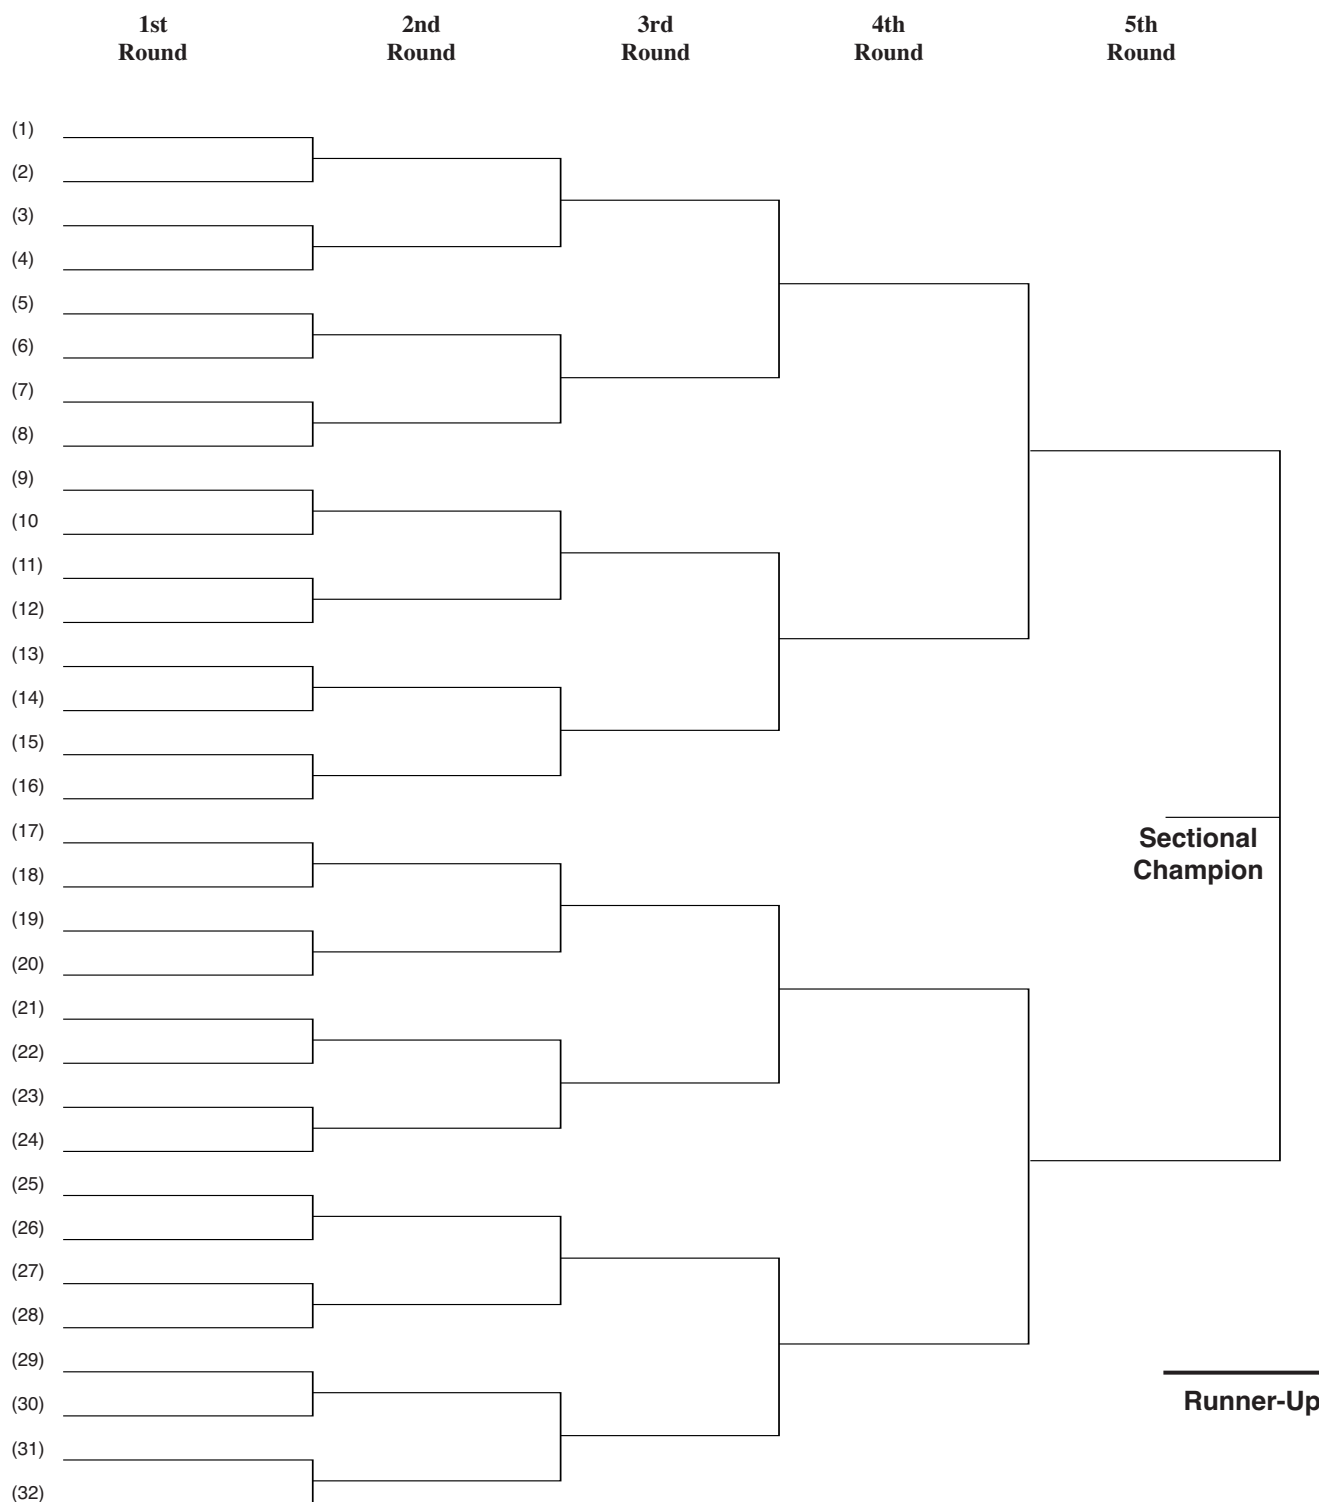 1st
Round
2nd
Round
3rd
Round
4th
Round
5th
Round
(1)
(2)
(3)
(4)
(5)
(6)
(7)
(8)
(9)
(10
(11)
(12)
(13)
(14)
(15)
(16)
(17)
(18)
(19)
(20)
(21)
(22)
(23)
(24)
(25)
(26)
(27)
(28)
(29)
(30)
(31)
(32)
Sectional
Champion
Runner-Up